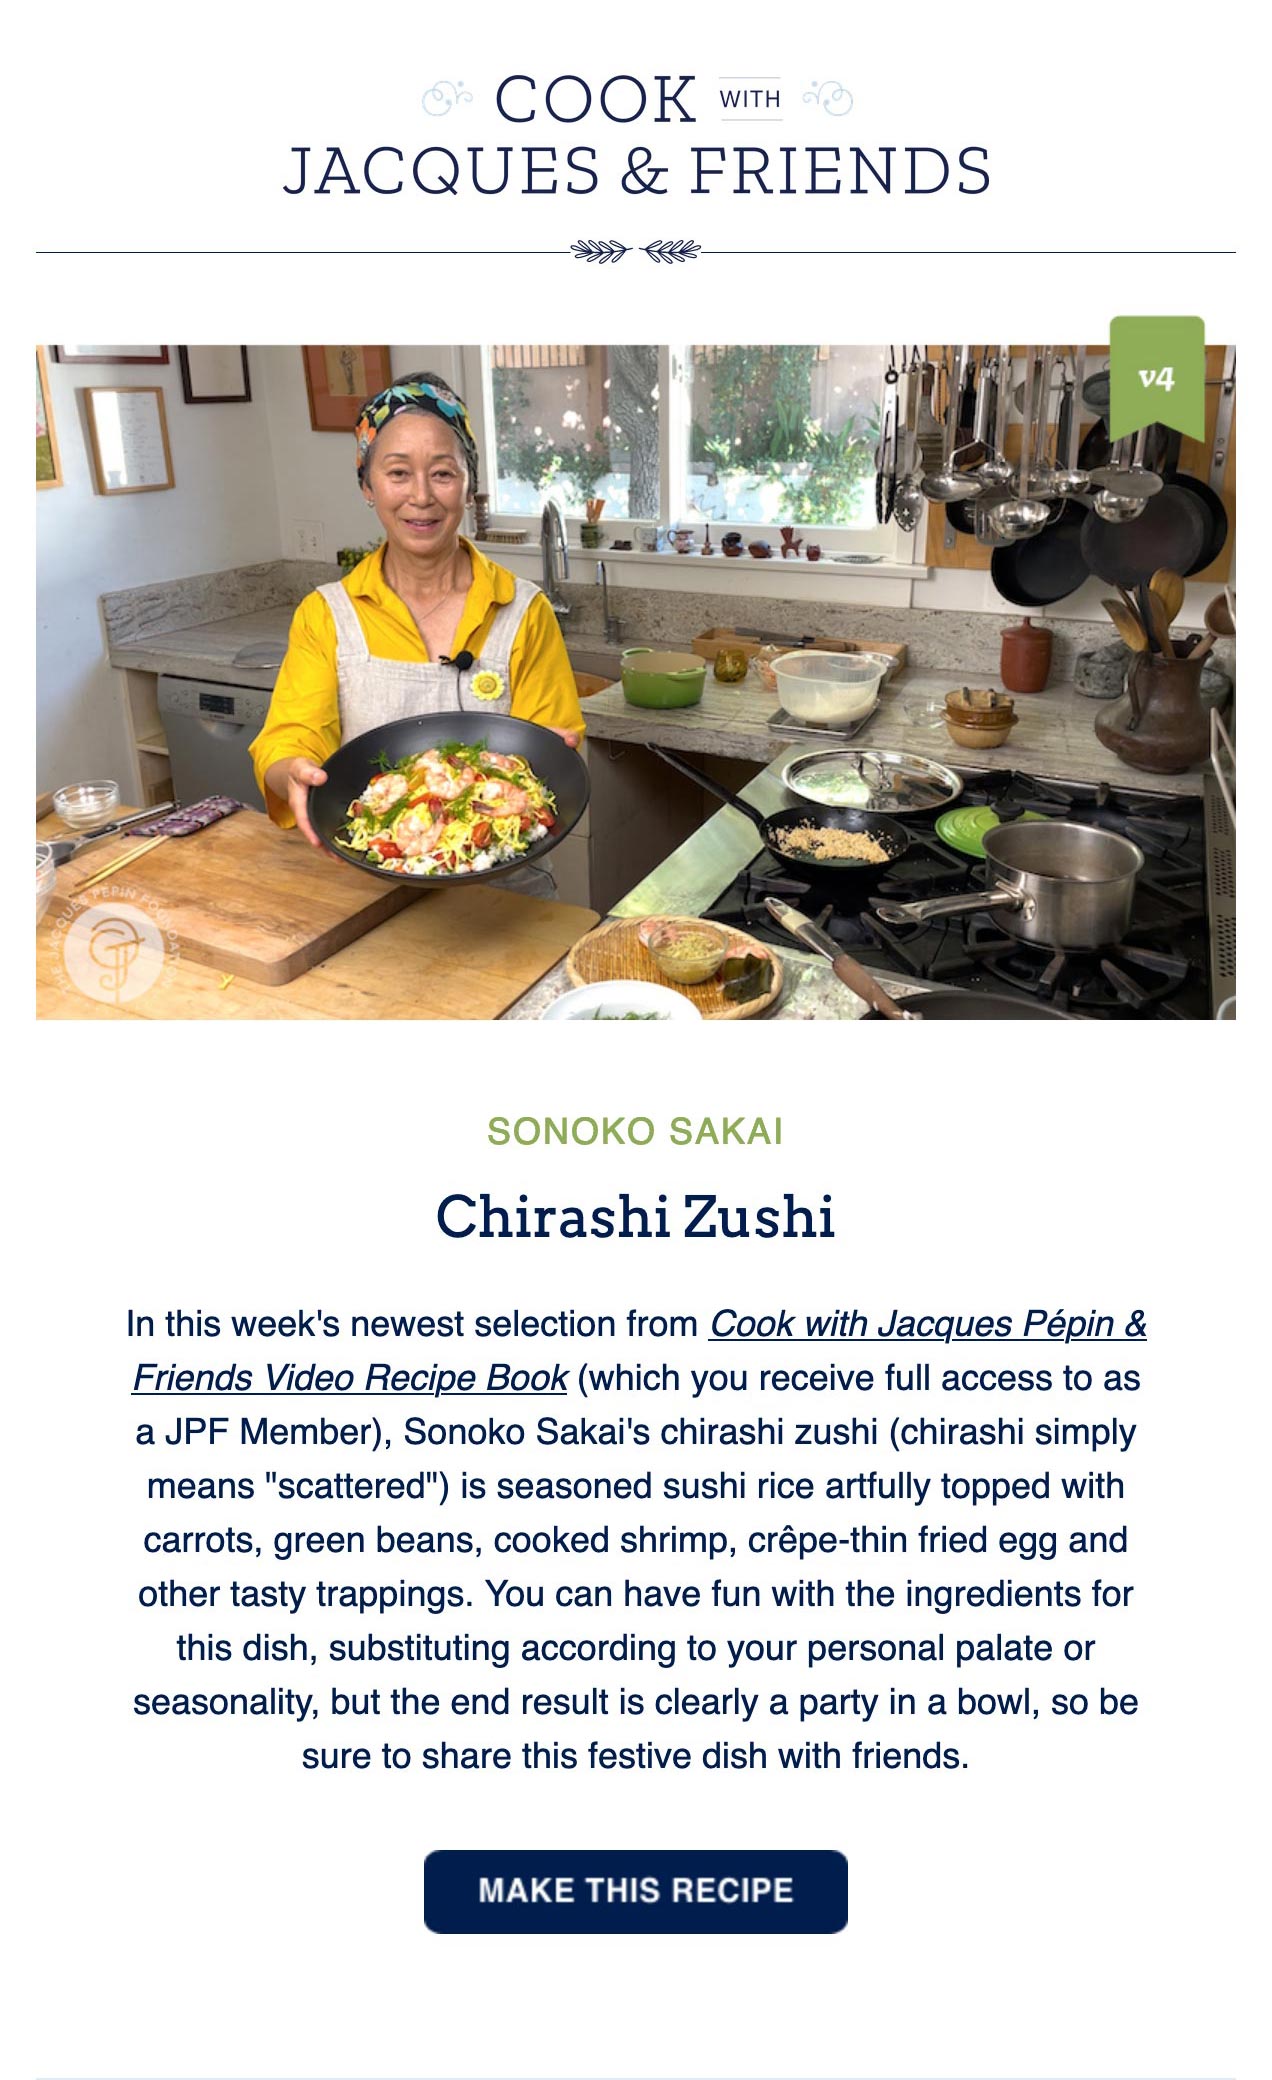 COOK WITH
JACQUES & FRIENDS
v4
THE JACQUES PÉPIN FOUNDATION
SONOKO SAKAI
Chirashi Zushi
In this week's newest selection from Cook with Jacques Pépin &
Friends Video Recipe Book (which you receive full access to as
a JPF Member), Sonoko Sakai's chirashi zushi (chirashi simply
means "scattered") is seasoned sushi rice artfully topped with
carrots, green beans, cooked shrimp, crêpe-thin fried egg and
other tasty trappings. You can have fun with the ingredients for
this dish, substituting according to your personal palate or
seasonality, but the end result is clearly a party in a bowl, so be
sure to share this festive dish with friends.
MAKE THIS RECIPE